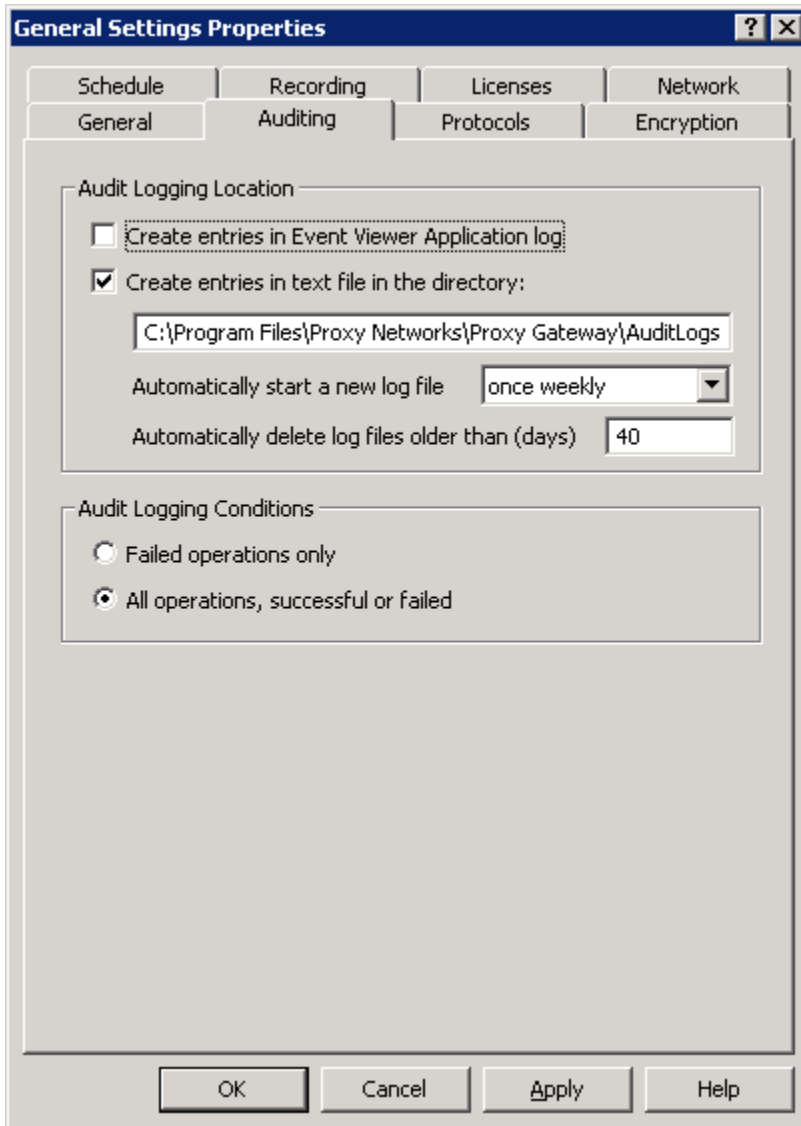 General Settings Properties
Schedule Recording Licenses Network
General Auditing Protocols Encryption
Audit Logging Location
Create entries in Event Viewer Application log
Create entries in text file in the directory:
C:\Program Files\Proxy Networks\Proxy Gateway\AuditLogs
Automatically start a new log file once weekly
Automatically delete log files older than (days) 40
Audit Logging Conditions
Failed operations only
All operations, successful or failed
OK Cancel Apply Help